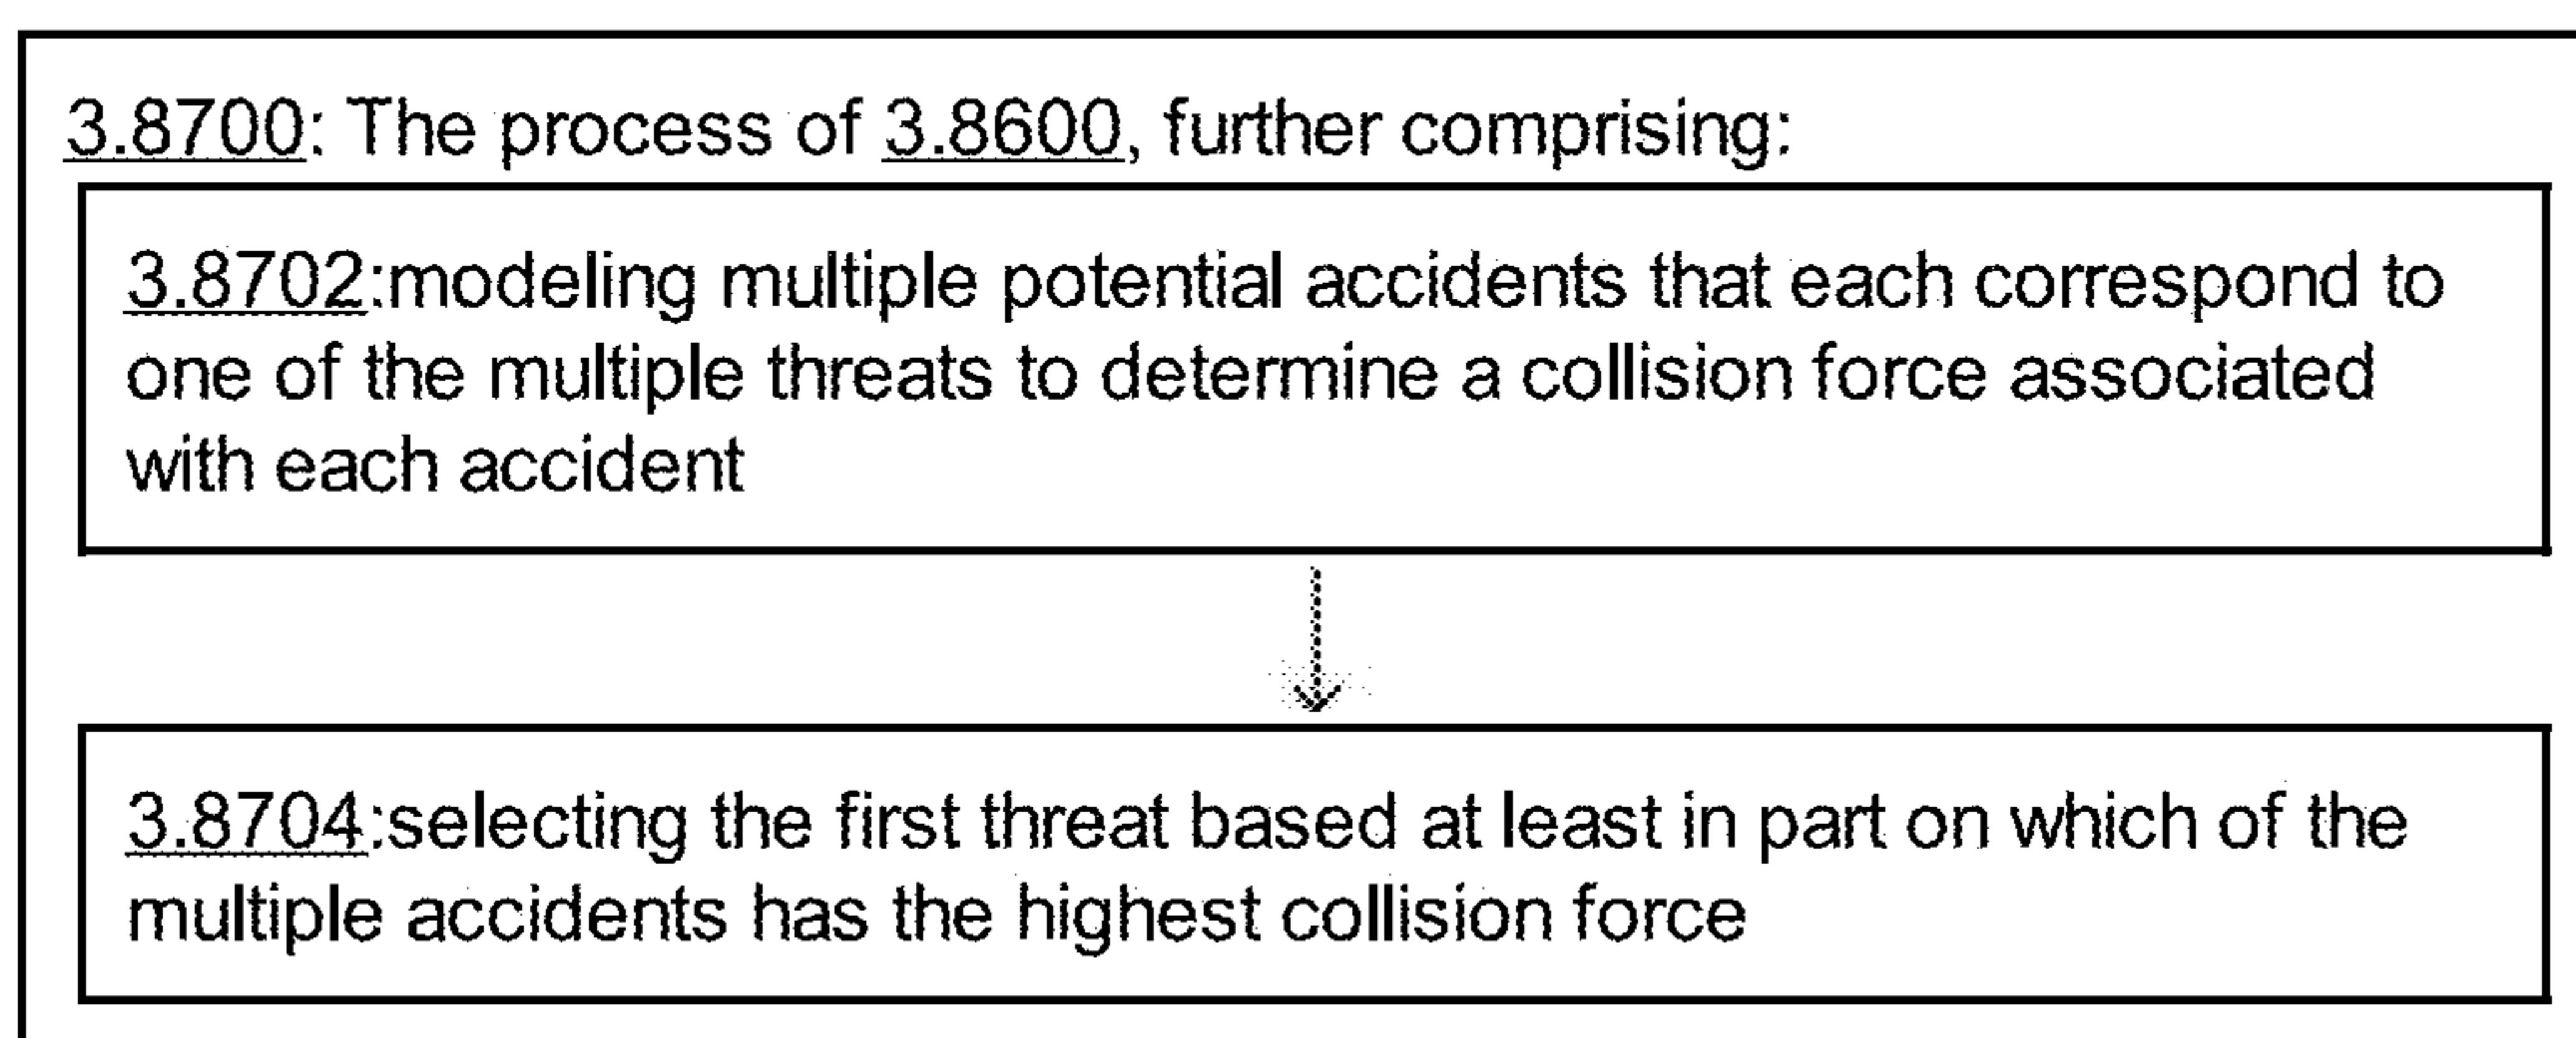 3.8700: The process of 3.8600, further comprising:
3.8702:modeling multiple potential accidents that each correspond to
one of the multiple threats to determine a collision force associated
with each accident
3.8704:selecting the first threat based at least in part on which of the
multiple accidents has the highest collision force